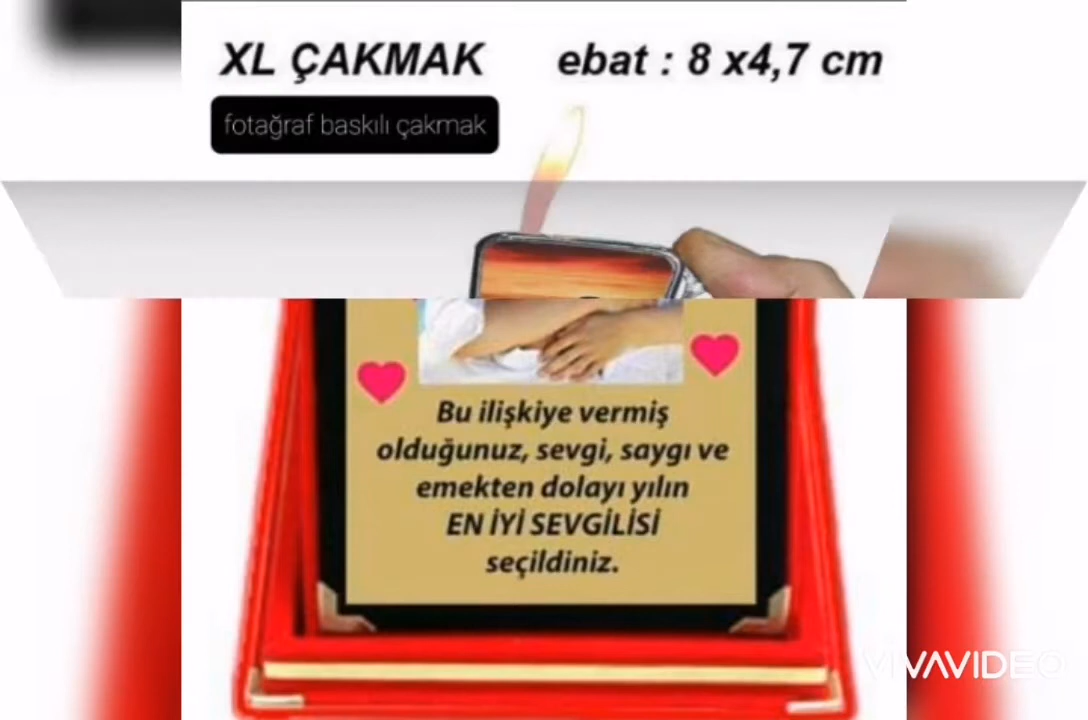 XL ÇAKMAK ebat : 8 x4,7 cm
fotağraf baskılı çakmak
Bu ilişkiye vermiş
olduğunuz, sevgi, saygı ve
emekten dolayı yılın
EN İYİ SEVGİLİSİ
seçildiniz.
VIVAVIDEO